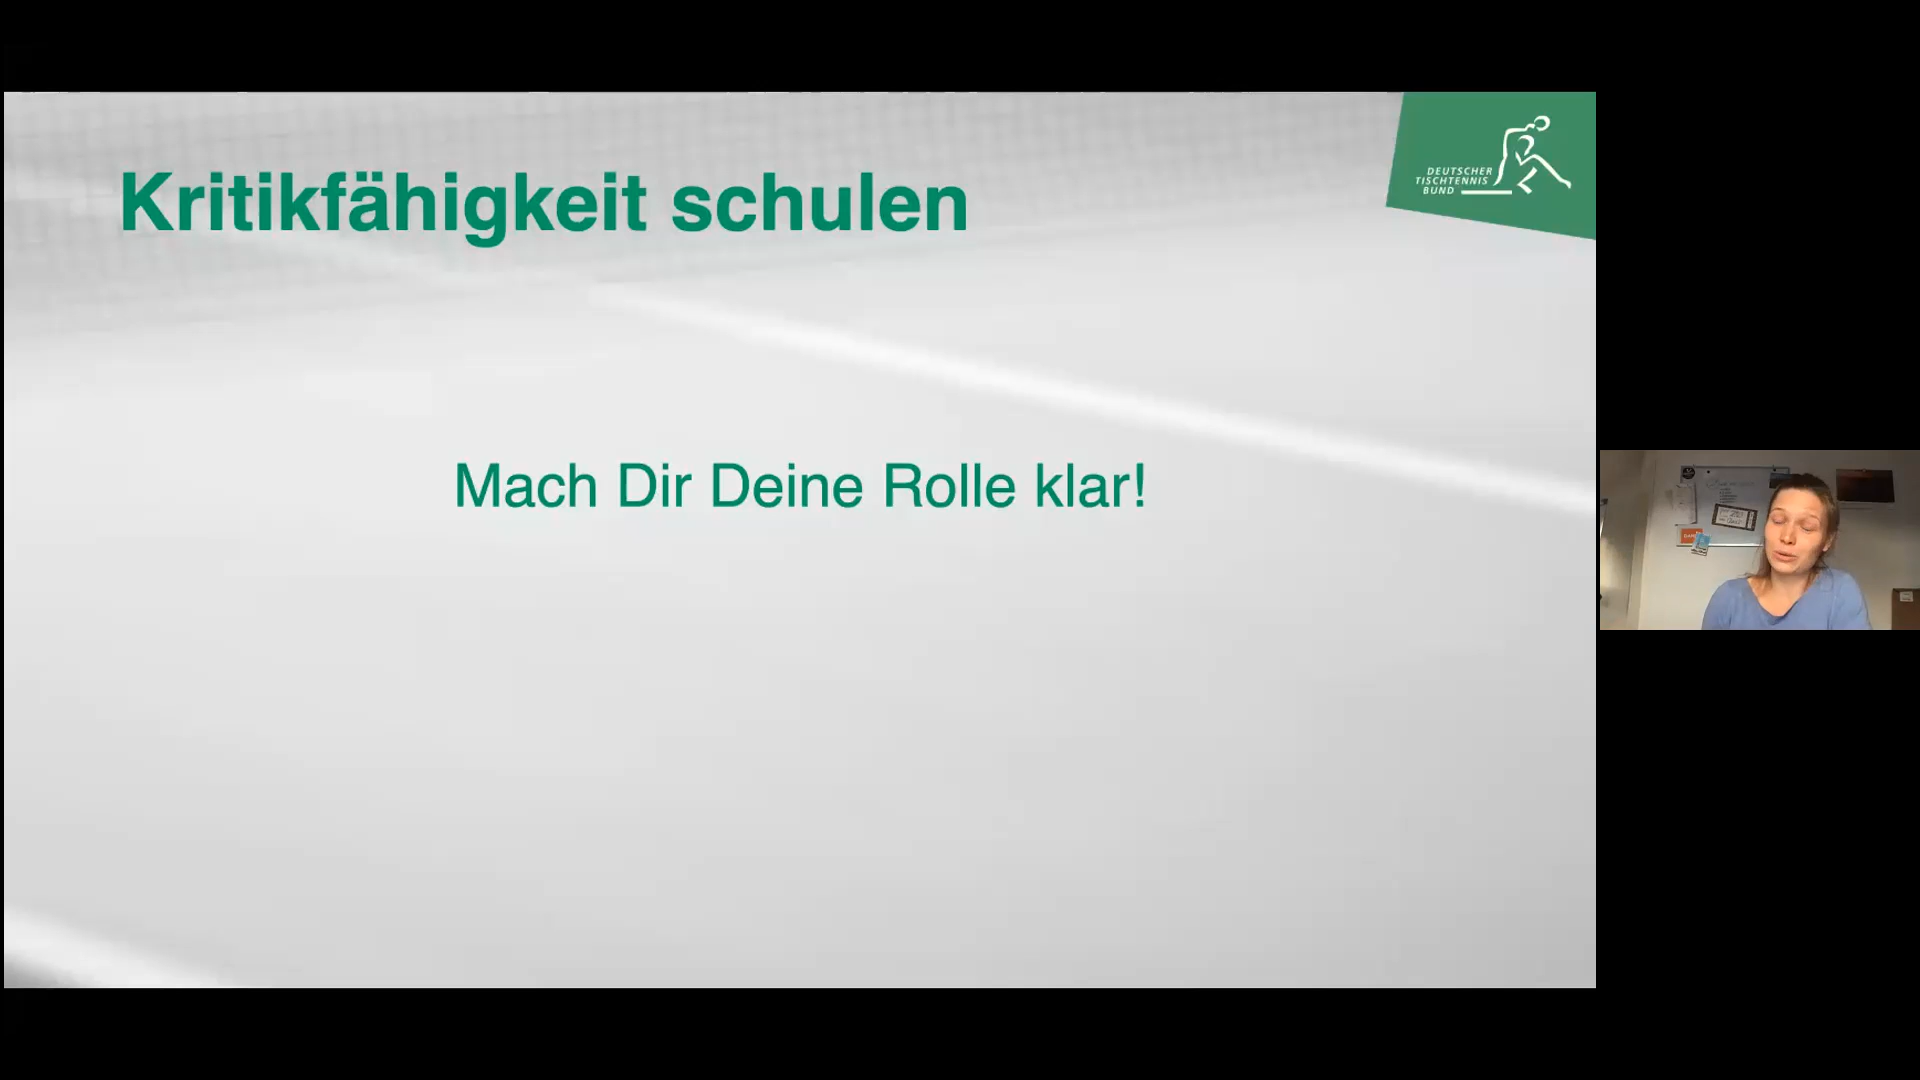 Kritikfähigkeit schulen
DEUTSCHER
TISCHTENNIS
BUND
Mach Dir Deine Rolle klar!